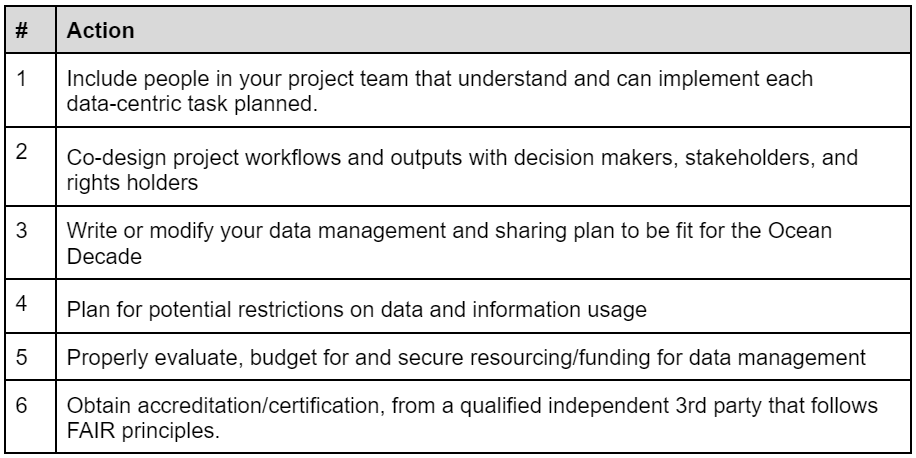 # Action
1 Include people in your project team that understand and can implement each
data-centric task planned.
2 Co-design project workflows and outputs with decision makers, stakeholders, and
rights holders
3 Write or modify your data management and sharing plan to be fit for the Ocean
Decade
4 Plan for potential restrictions on data and information usage
5 Properly evaluate, budget for and secure resourcing/funding for data management
6 Obtain accreditation/certification, from a qualified independent 3rd party that follows
FAIR principles.